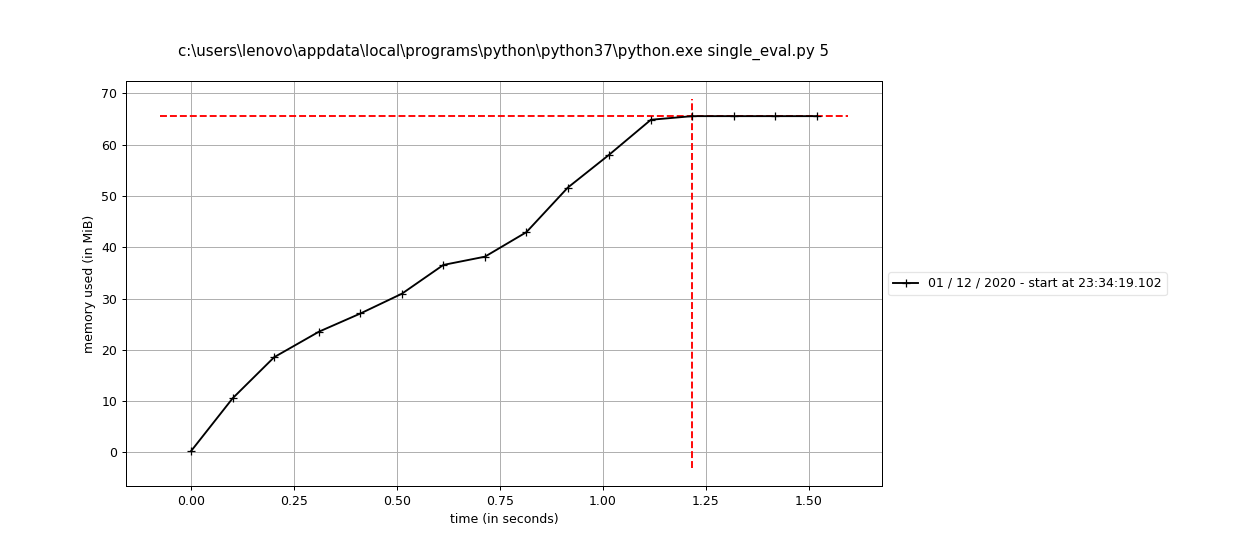 c:\users\lenovo\appdata\local\programs\python\python37\python.exe single_eval.py 5
70
60
50
40
30
20
10
0
memory used (in MiB)
0.00 0.25 0.50 0.75 1.00 1.25 1.50
time (in seconds)
01 / 12 / 2020 - start at 23:34:19.102